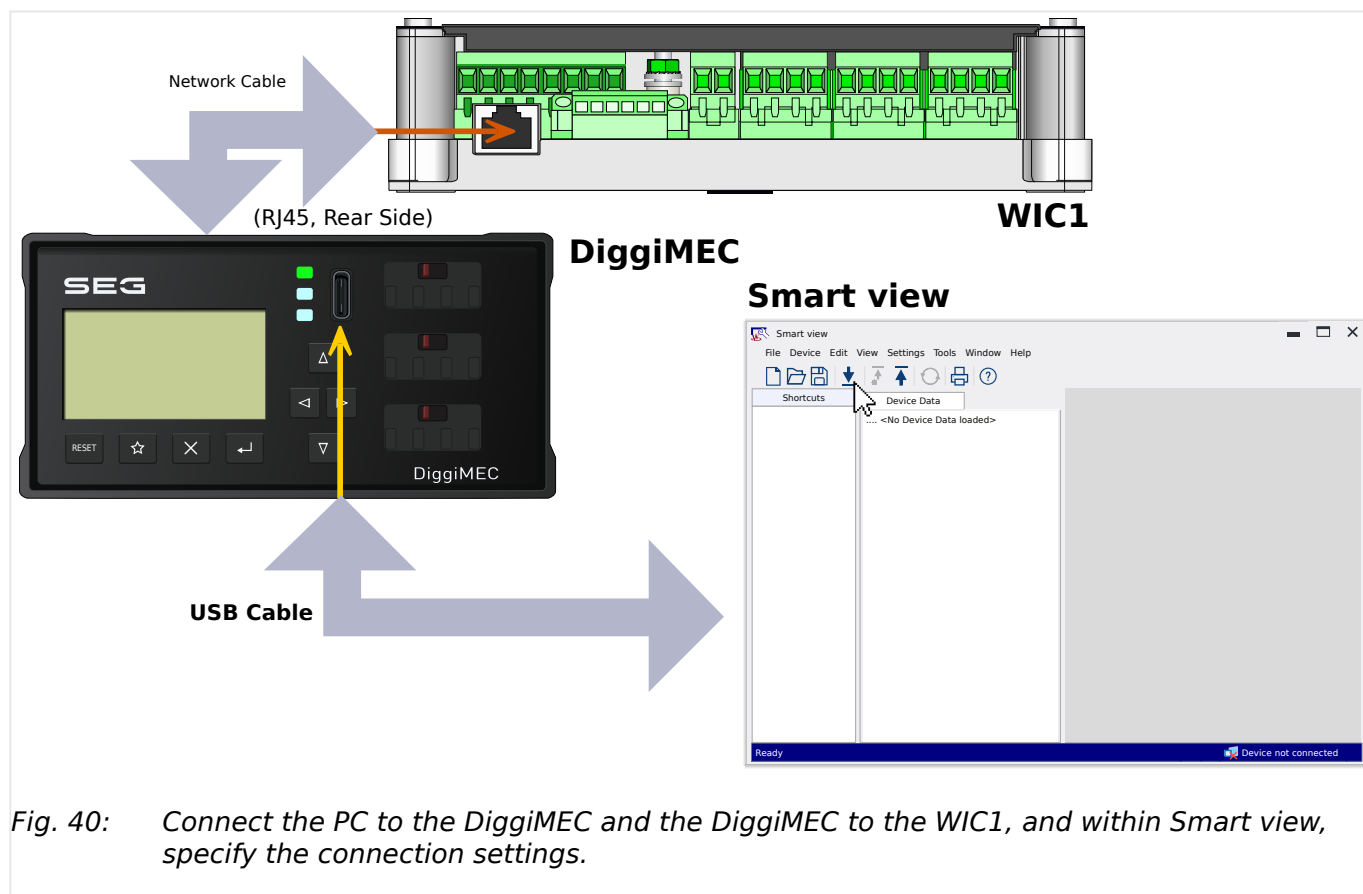 Network Cable
(RJ45, Rear Side)
WIC1
DiggiMEC
SEG
RESET
DiggiMEC
USB Cable
Smart view
Smart view
File Device Edit View Settings Tools Window Help
?
Shortcuts
Device Data
.... <No Device Data loaded>
Ready
Device not connected
Fig. 40: Connect the PC to the DiggiMEC and the DiggiMEC to the WIC1, and within Smart view,
specify the connection settings.